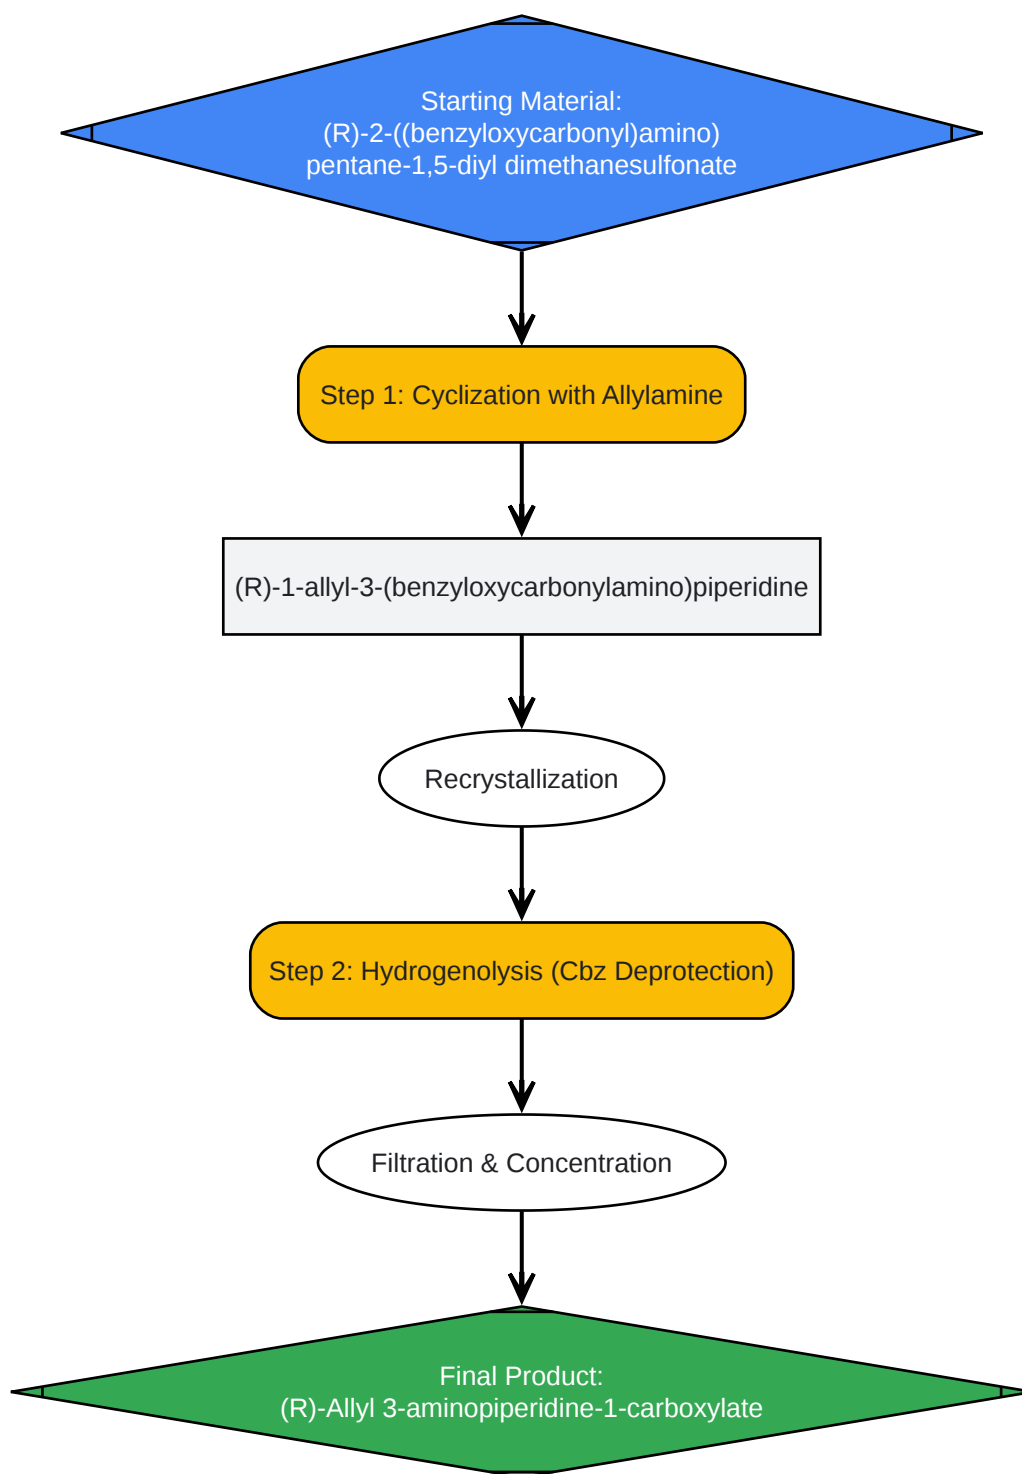 Starting Material:
(R)-2-((benzyloxycarbonyl)amino)
pentane-1,5-diyl dimethanesulfonate
Step 1: Cyclization with Allylamine
(R)-1-allyl-3-(benzyloxycarbonylamino)piperidine
Recrystallization
Step 2: Hydrogenolysis (Cbz Deprotection)
Filtration & Concentration
Final Product:
(R)-Allyl 3-aminopiperidine-1-carboxylate